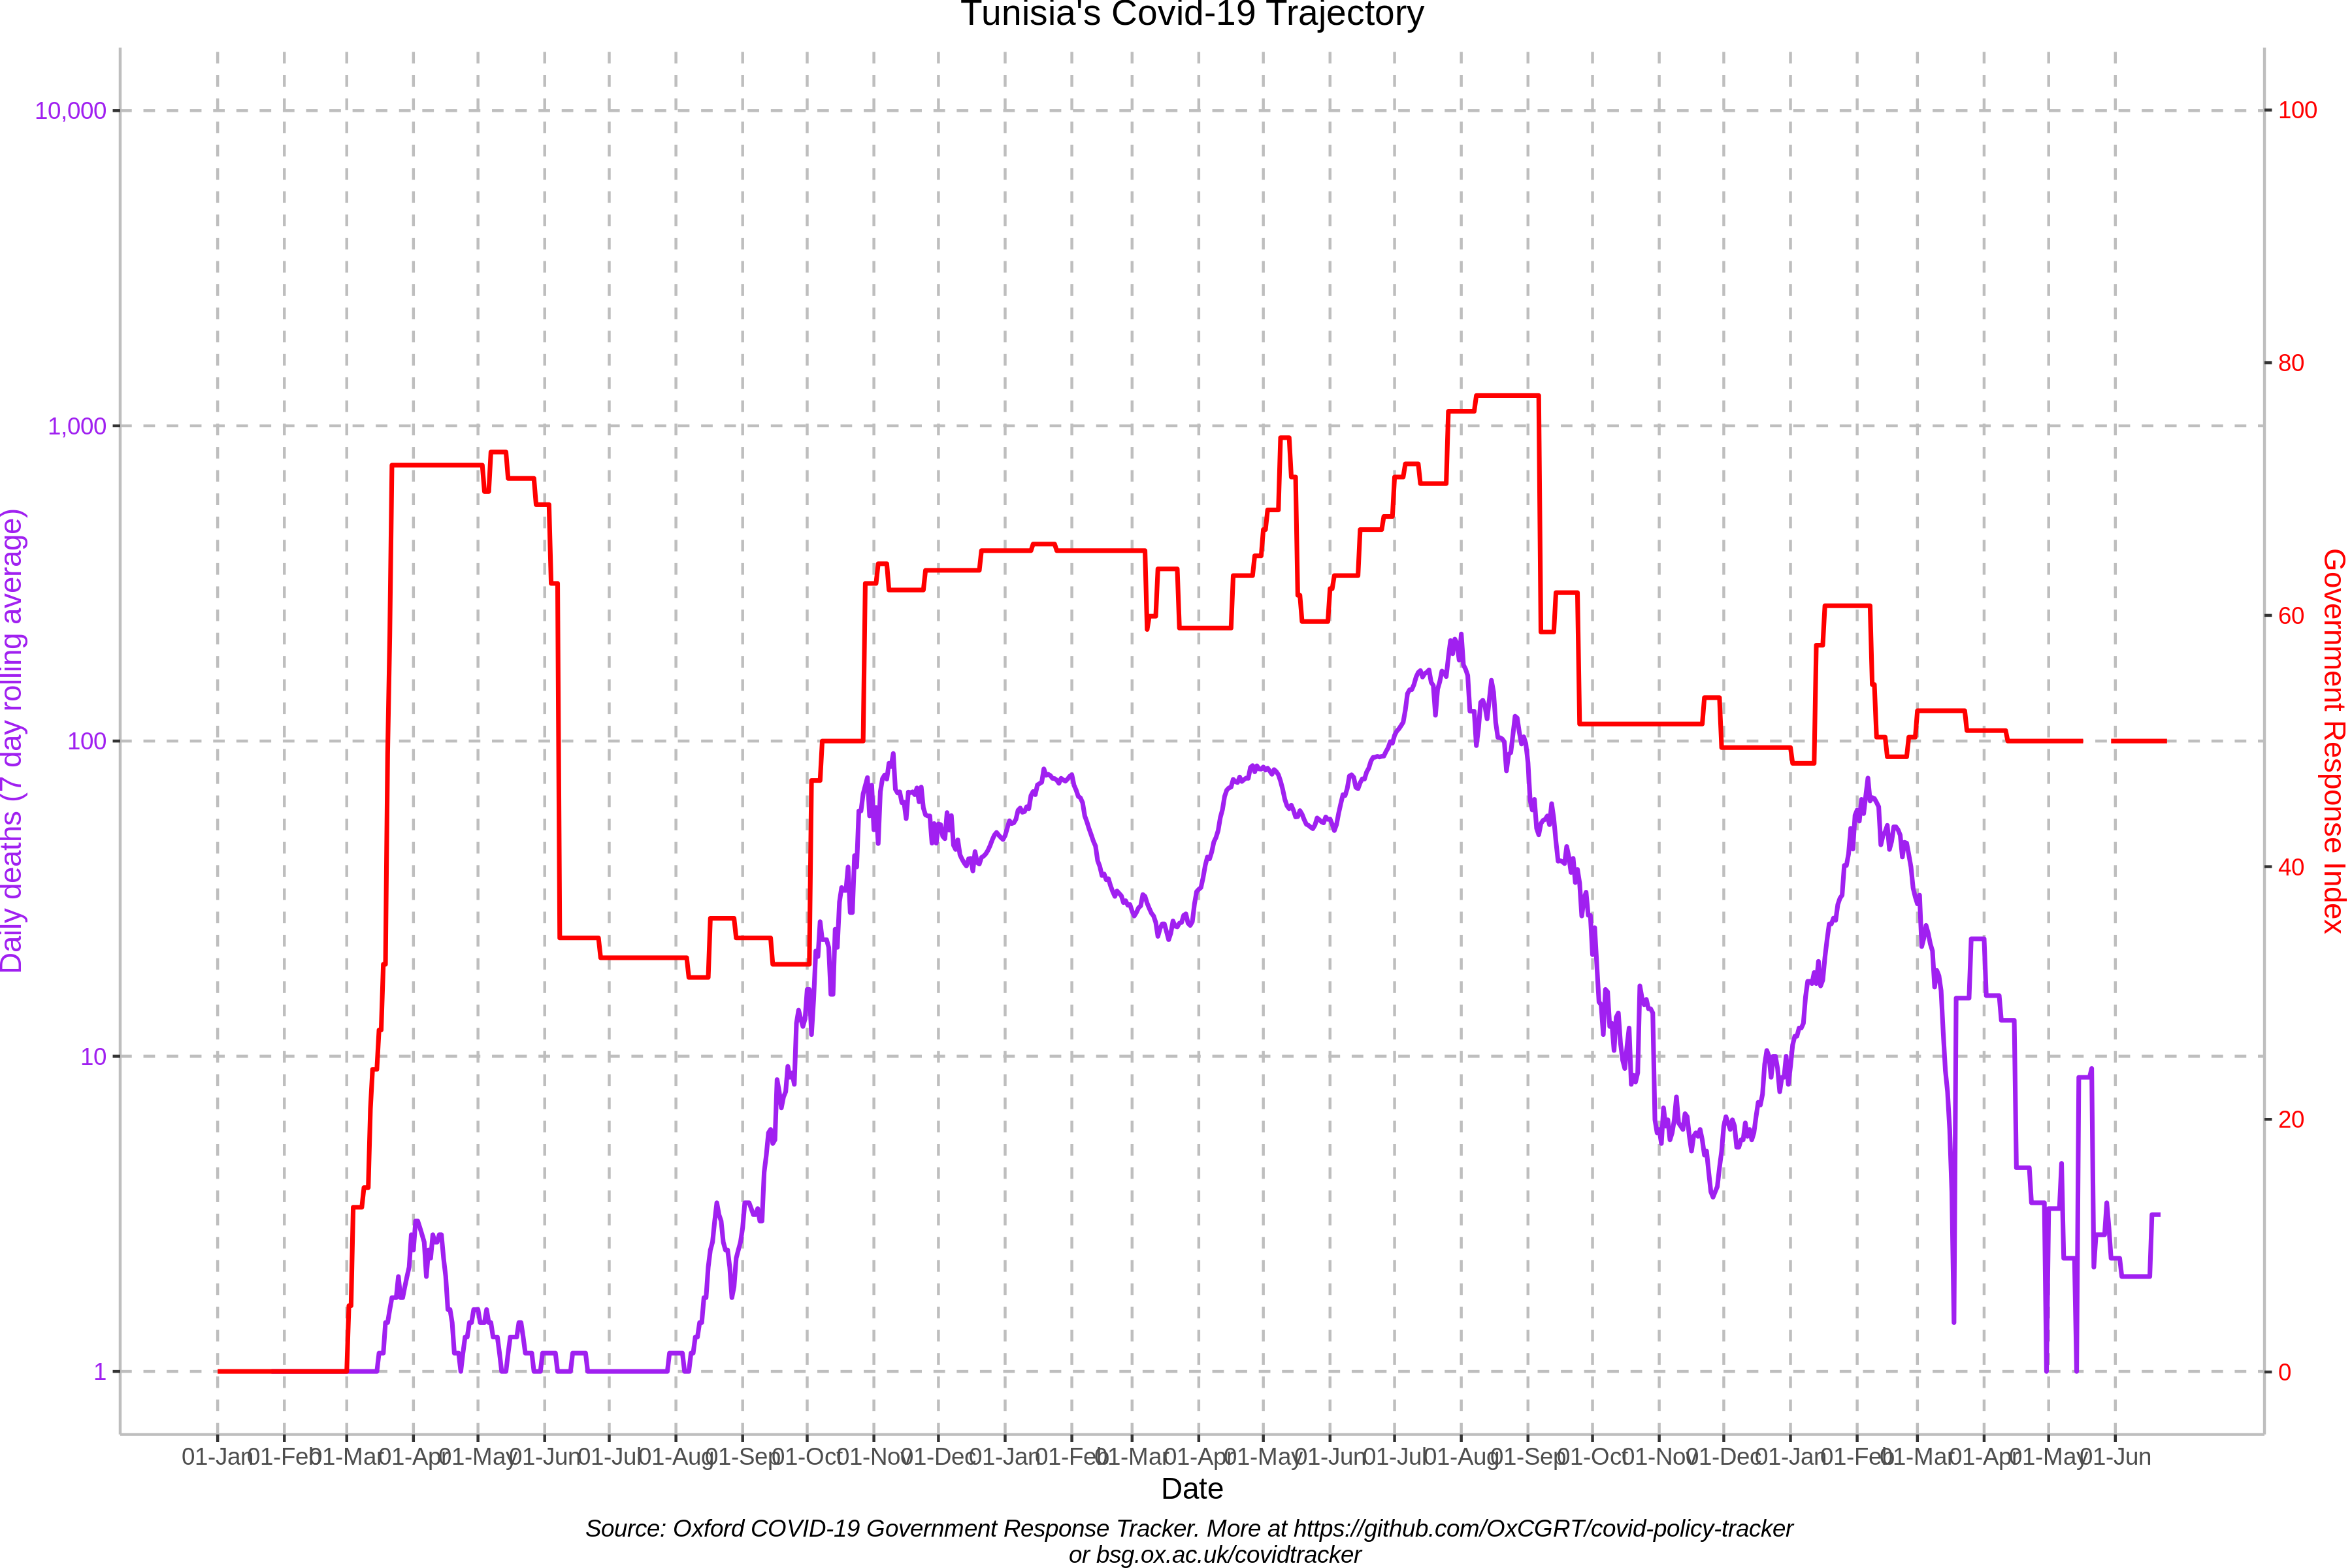 Tunisia's Covid-19 Trajectory
10,000
1,000
100
10
1
Daily deaths (7 day rolling average)
100
80
60
40
20
0
Government Response Index
01-Jan 01-Feb 01-Mar 01-Apr 01-May 01-Jun 01-Jul 01-Aug 01-Sep 01-Oct 01-Nov 01-Dec 01-Jan 01-Feb 01-Mar 01-Apr 01-May 01-Jun 01-Jul 01-Aug 01-Sep 01-Oct 01-Nov 01-Dec 01-Jan 01-Feb 01-Mar 01-Apr 01-May 01-Jun
Date
Source: Oxford COVID-19 Government Response Tracker. More at https://github.com/OxCGRT/covid-policy-tracker
or bsg.ox.ac.uk/covidtracker